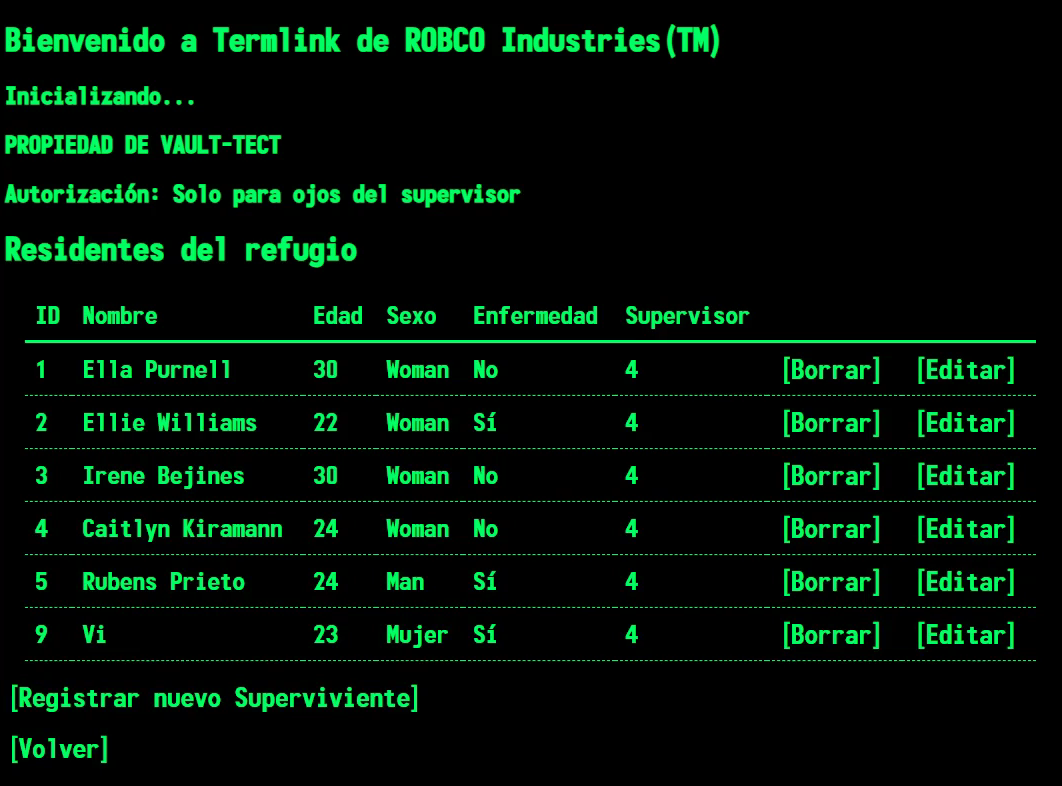 Bienvenido a Termlink de ROBCO Industries(TM)
Inicializando...
PROPIEDAD DE VAULT-TECT
Autorización: Solo para ojos del supervisor
Residentes del refugio
ID Nombre Edad Sexo Enfermedad Supervisor
1 Ella Purnell 30 Woman No 4 [Borrar] [Editar]
2 Ellie Williams 22 Woman Sí 4 [Borrar] [Editar]
3 Irene Bejines 30 Woman No 4 [Borrar] [Editar]
4 Caitlyn Kiramann 24 Woman No 4 [Borrar] [Editar]
5 Rubens Prieto 24 Man Sí 4 [Borrar] [Editar]
9 Vi 23 Mujer Sí 4 [Borrar] [Editar]
[Registrar nuevo Superviviente]
[Volver]